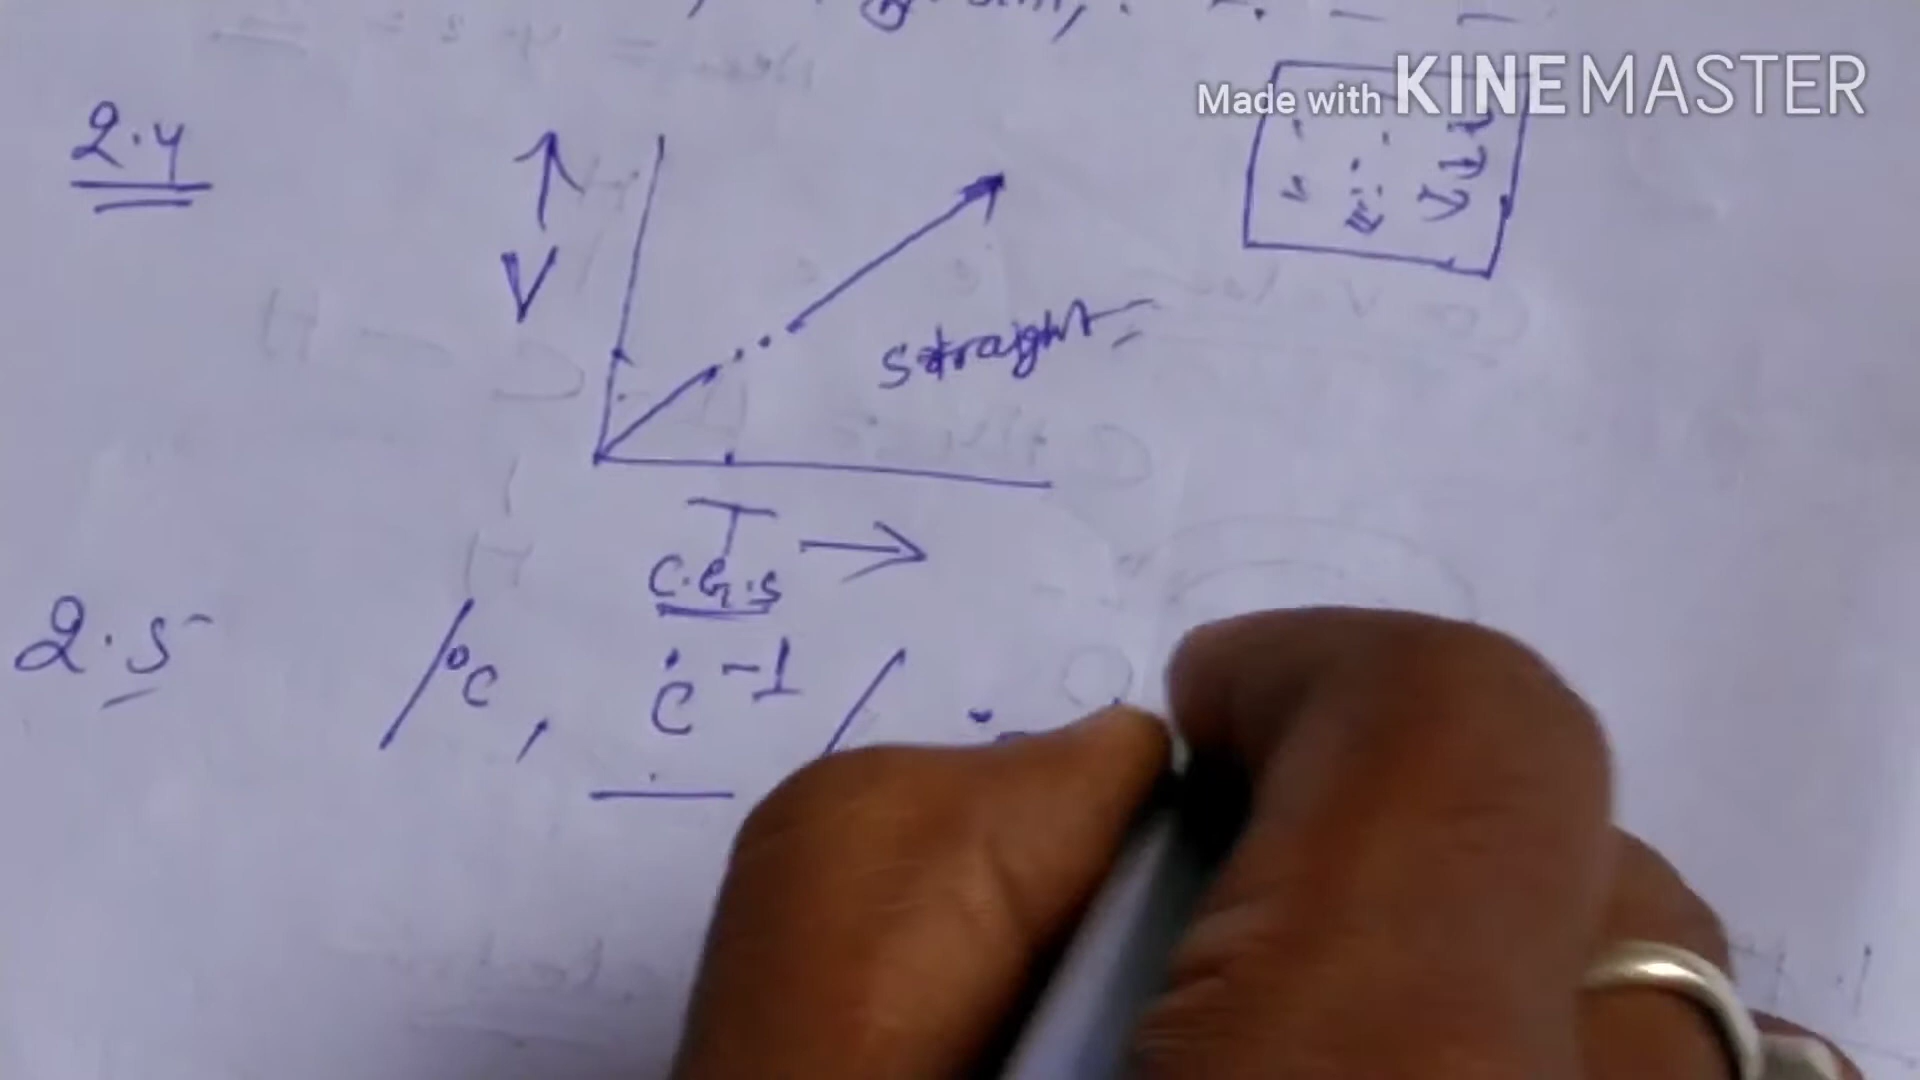 Made with KINEMASTER
2.4
V
Straight
T
C.G.S
2.5 /°C, °C -1 /